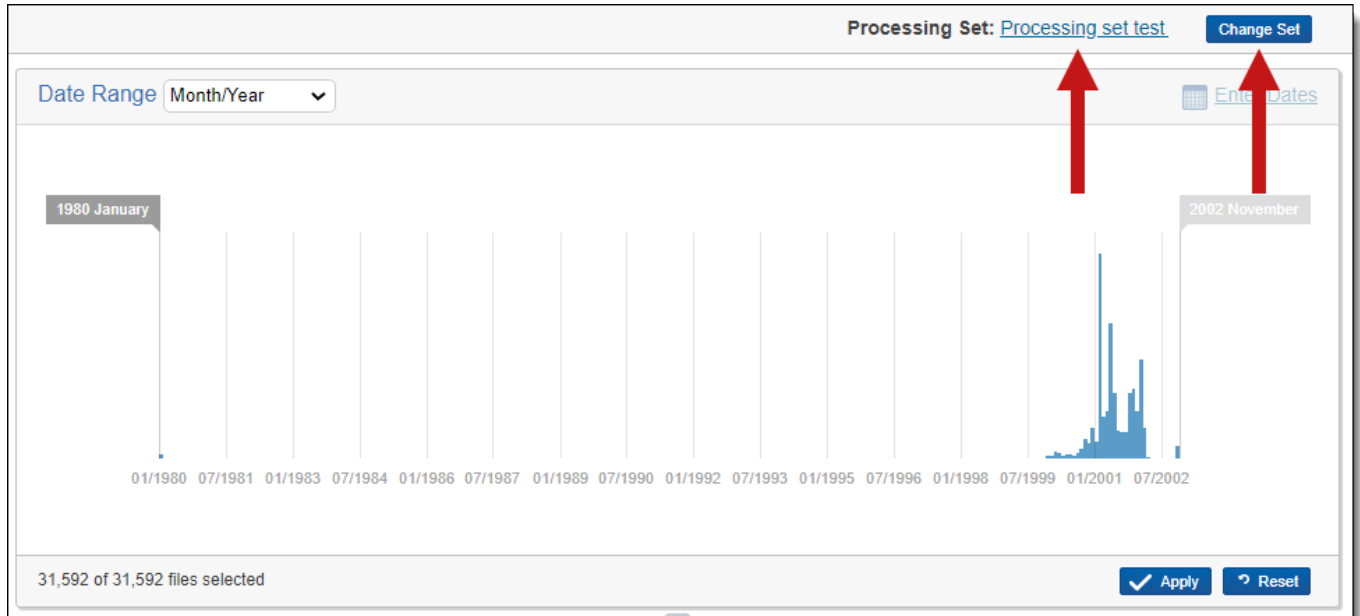 Processing Set: Processing set test Change Set
Date Range Month/Year Enter Dates
1980 January 2002 November
01/1980 07/1981 01/1983 07/1984 01/1986 07/1987 01/1989 07/1990 01/1992 07/1993 01/1995 07/1996 01/1998 07/1999 01/2001 07/2002
31,592 of 31,592 files selected Apply Reset